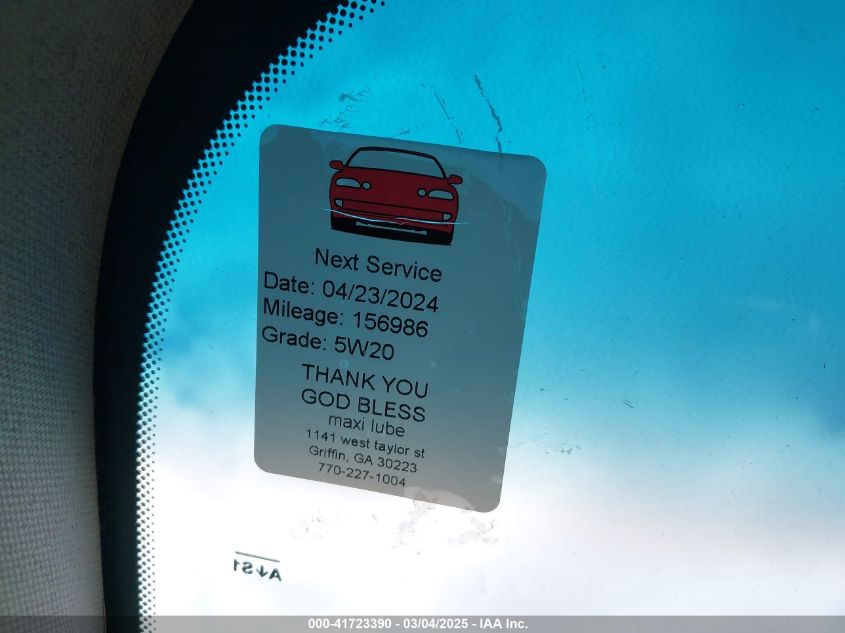 Next Service
Date: 04/23/2024
Mileage: 156986
Grade: 5W20
THANK YOU
GOD BLESS
maxi lube
1141 west taylor st
Griffin, GA 30223
770-227-1004
AS1
000-41723390 - 03/04/2025 - IAA Inc.